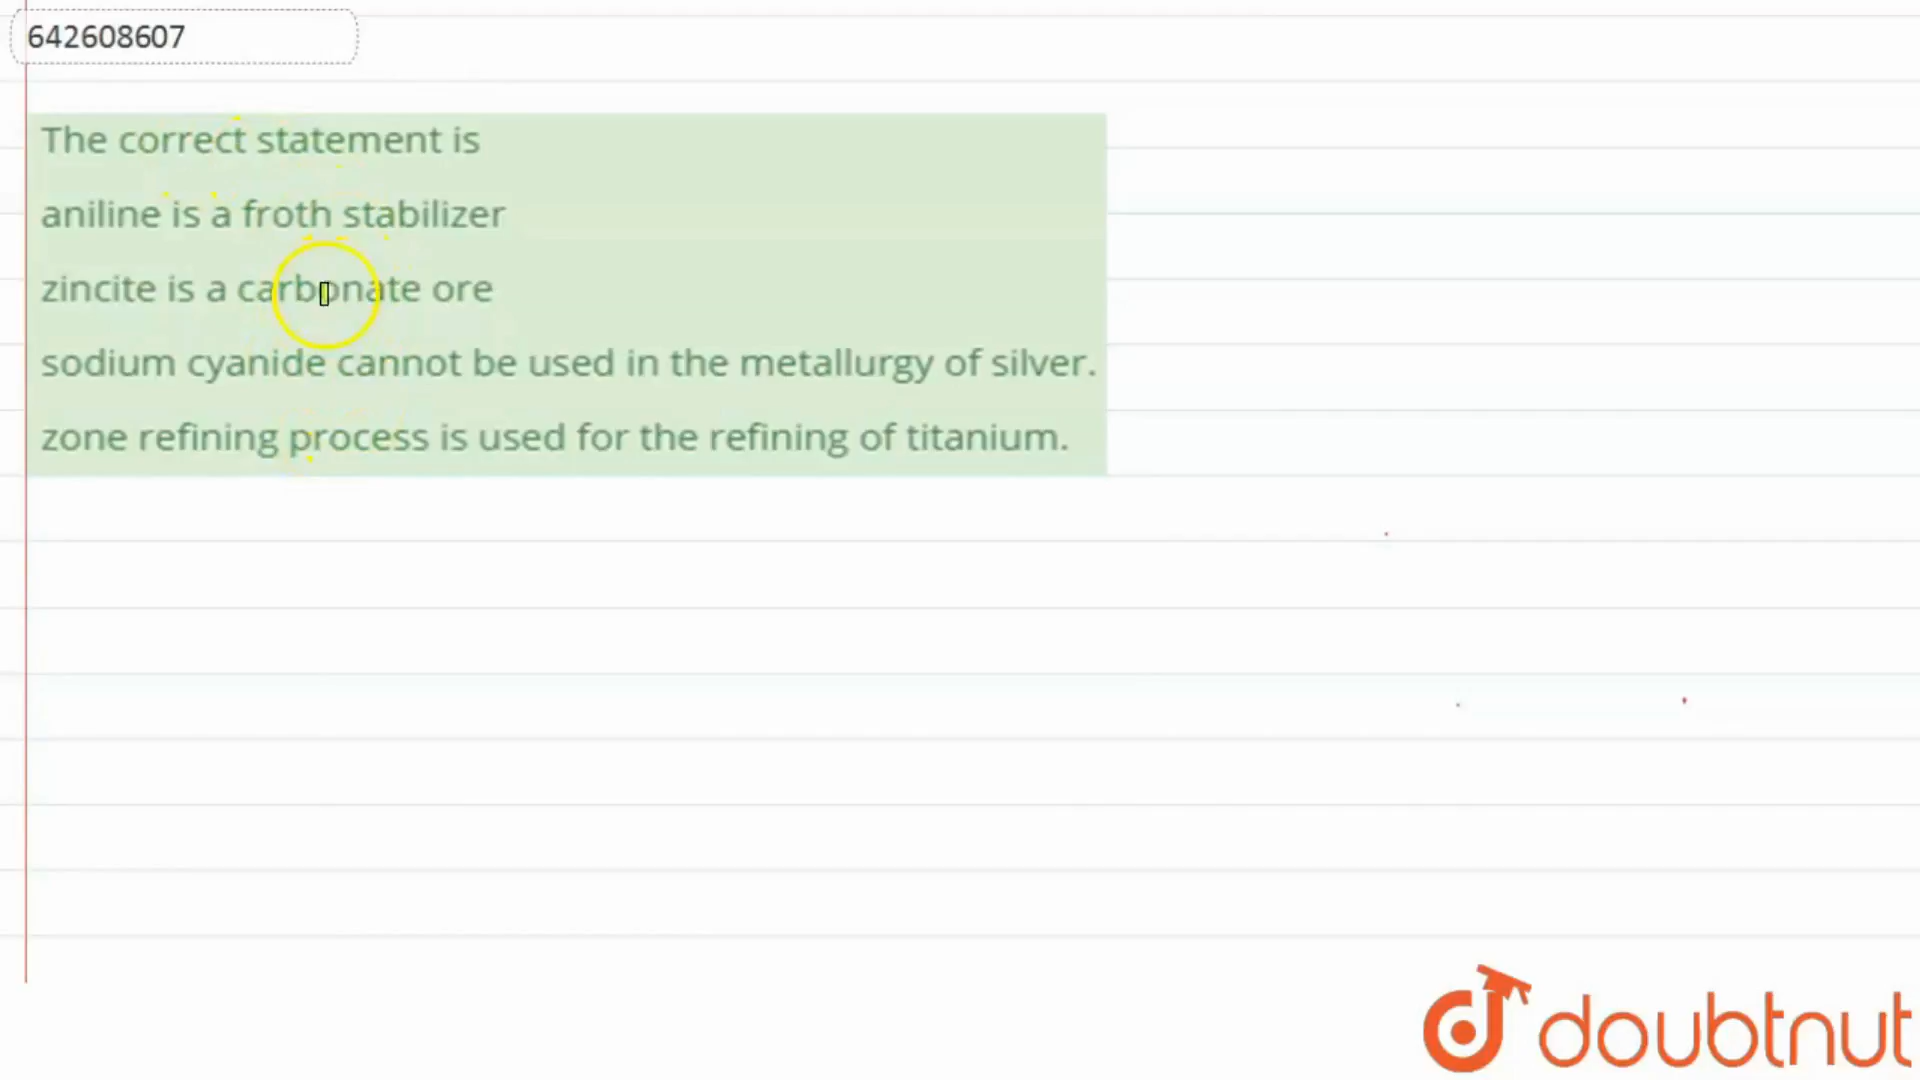 642608607
The correct statement is
aniline is a froth stabilizer
zincite is a carbonate ore
sodium cyanide cannot be used in the metallurgy of silver.
zone refining process is used for the refining of titanium.
doubtnut